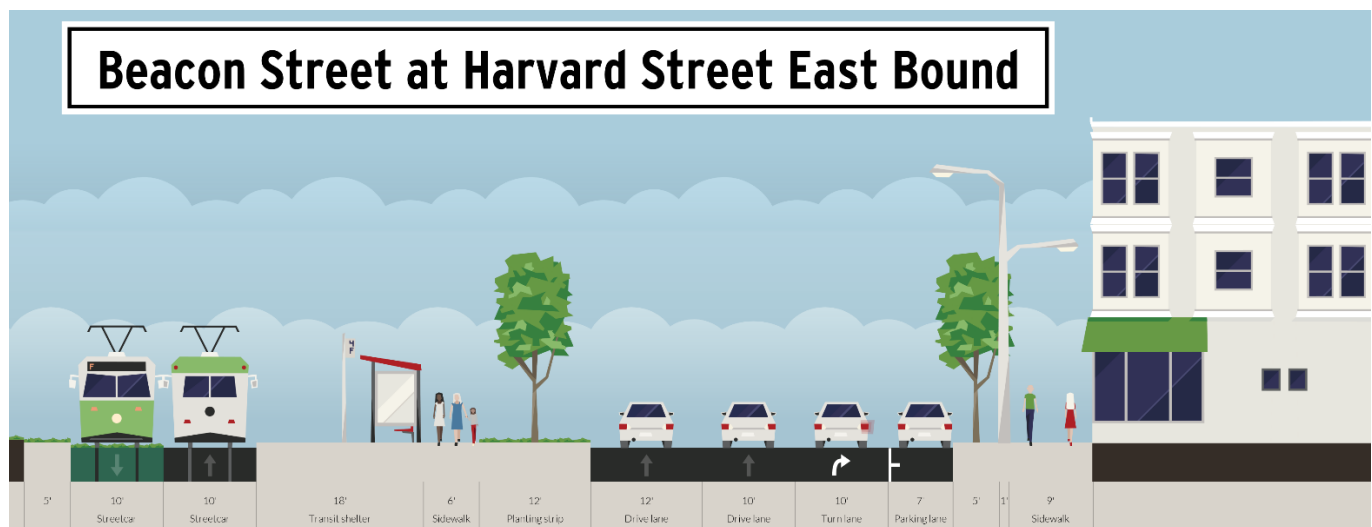 Beacon Street at Harvard Street East Bound
F
5' 10' 10' 18' 6' 12' 12' 10' 10' 7' 5' 1' 9'
Streetcar Streetcar Transit shelter Sidewalk Planting strip Drive lane Drive lane Turn lane Parking lane Sidewalk